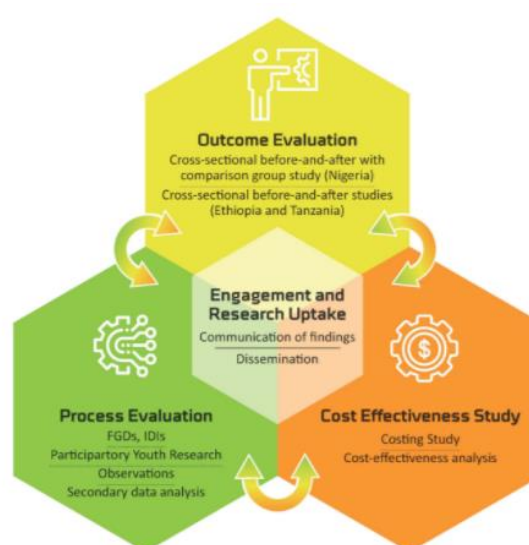 Outcome Evaluation
Cross-sectional before-and-after with
comparison group study (Nigeria)
Cross-sectional before-and-after studies
(Ethiopia and Tanzania)
Engagement and
Research Uptake
Communication of findings
Dissemination
Process Evaluation
FGDs, IDIs
Participartory Youth Research
Observations
Secondary data analysis
$
Cost Effectiveness Study
Costing Study
Cost-effectiveness analysis